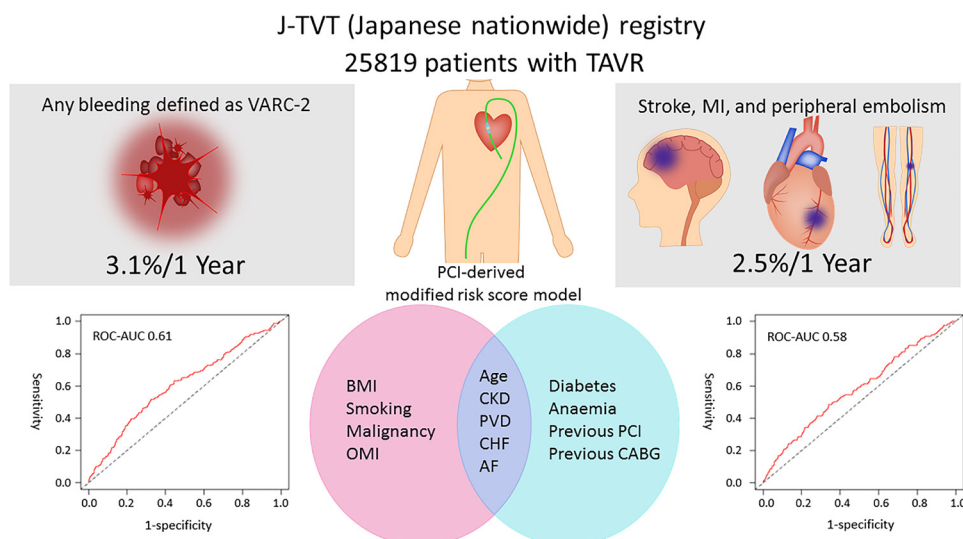 J-TVT (Japanese nationwide) registry
25819 patients with TAVR
Any bleeding defined as VARC-2
3.1%/1 Year
Stroke, MI, and peripheral embolism
2.5%/1 Year
PCI-derived
modified risk score model
ROC-AUC 0.61
Sensitivity
1.0
0.8
0.6
0.4
0.2
0.0
0.0
0.2
0.4
0.6
0.8
1.0
1-specificity
BMI
Smoking
Malignancy
OMI
Age
CKD
PVD
CHF
AF
Diabetes
Anaemia
Previous PCI
Previous CABG
ROC-AUC 0.58
Sensitivity
1.0
0.8
0.6
0.4
0.2
0.0
0.0
0.2
0.4
0.6
0.8
1.0
1-specificity